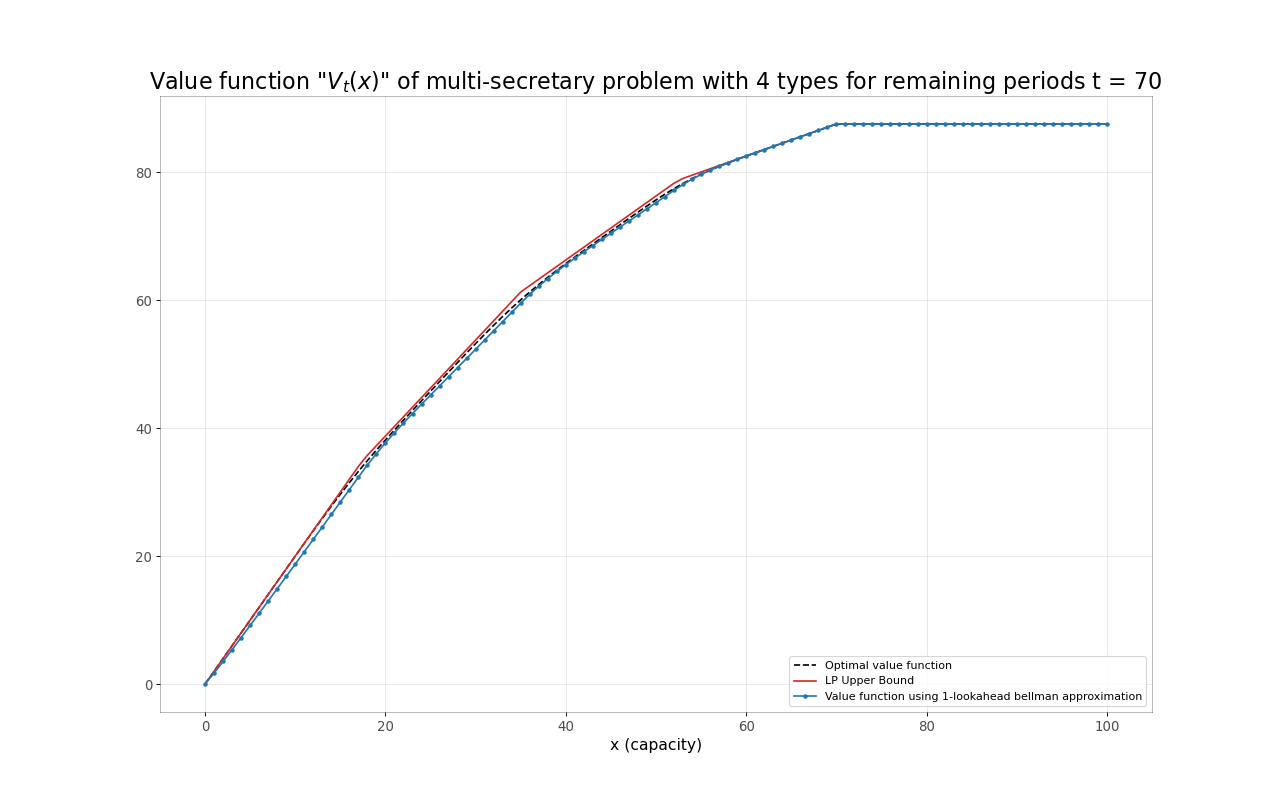 Value function "V_t(x)" of multi-secretary problem with 4 types for remaining periods t = 70
80
60
40
20
0
0 20 40 60 80 100
x (capacity)
Optimal value function
LP Upper Bound
Value function using 1-lookahead bellman approximation